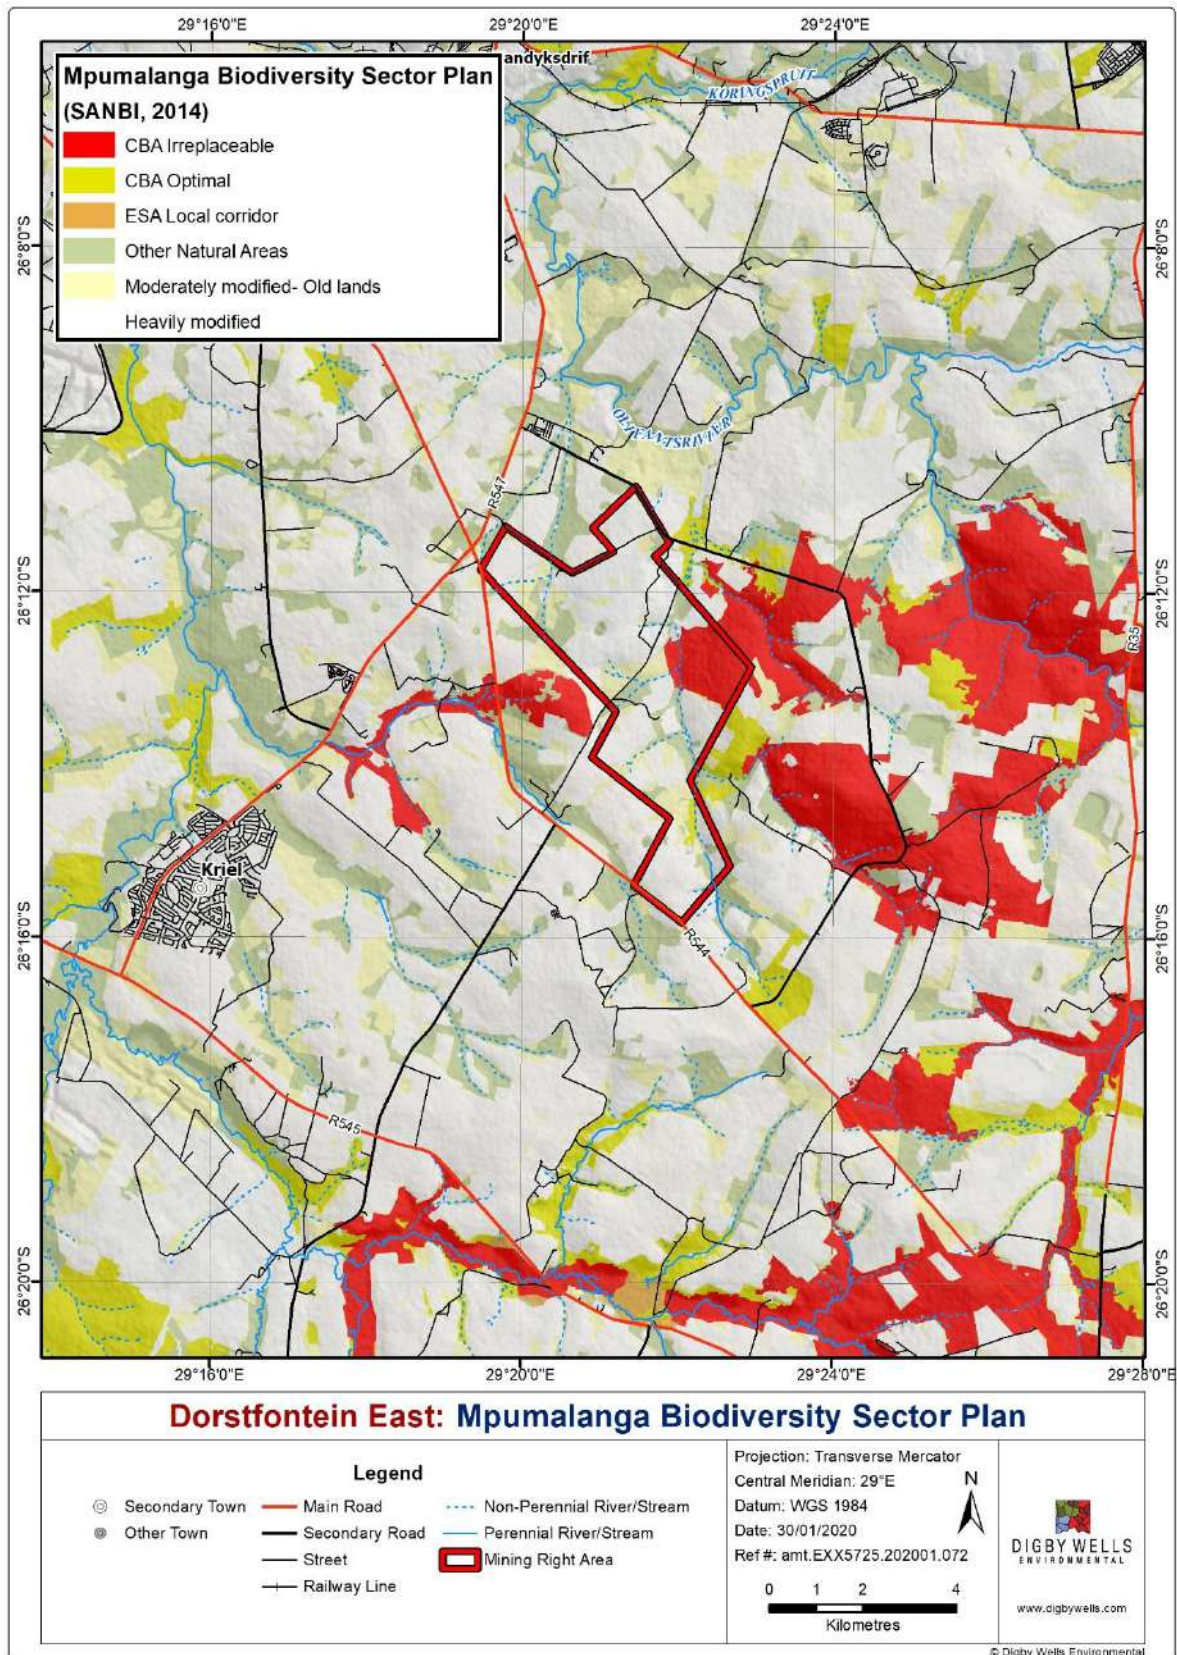 29°16'0"E
29°20'0"E
29°24'0"E
andyksdrif
Mpumalanga Biodiversity Sector Plan
(SANBI, 2014)
CBA Irreplaceable
CBA Optimal
ESA Local corridor
Other Natural Areas
Moderately modified- Old lands
Heavily modified
KORINGSPRUIT
26°8'0"S
26°8'0"S
OLIFANTSRIVIER
R547
26°12'0"S
26°12'0"S
R35
Kriel
26°16'0"S
26°16'0"S
R544
R545
26°20'0"S
26°20'0"S
29°16'0"E
29°20'0"E
29°24'0"E
29°28'0"E
Dorstfontein East: Mpumalanga Biodiversity Sector Plan
Legend
Secondary Town
Other Town
Main Road
Secondary Road
Street
Railway Line
Non-Perennial River/Stream
Perennial River/Stream
Mining Right Area
Projection: Transverse Mercator
Central Meridian: 29°E
Datum: WGS 1984
Date: 30/01/2020
Ref #: amt.EXX5725.202001.072
N
0 1 2 4
Kilometres
DIGBY WELLS
ENVIRONMENTAL
www.digbywells.com
© Digby Wells Environmental